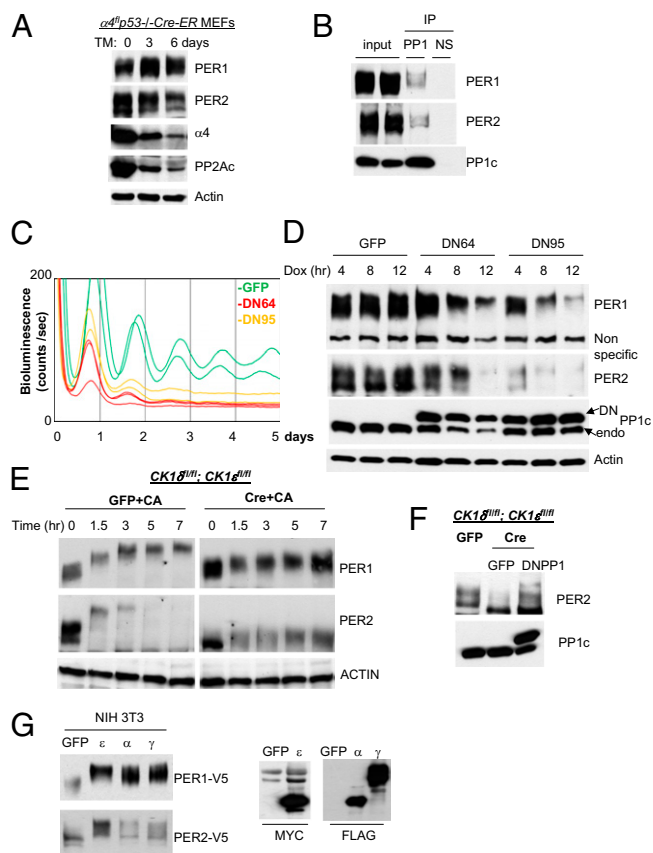 A
α4fl p53-/-Cre-ER MEFs
TM: 0 3 6 days
PER1
PER2
α4
PP2Ac
Actin
B
IP
input PP1 NS
PER1
PER2
PP1c
C
200
Bioluminescence (counts /sec)
0
-GFP
-DN64
-DN95
0 1 2 3 4 5 days
D
GFP DN64 DN95
Dox (hr) 4 8 12 4 8 12 4 8 12
PER1
Non specific
PER2
DN
PP1c
endo
Actin
E
CK1δfl/fl; CK1εfl/fl
GFP+CA Cre+CA
Time (hr) 0 1.5 3 5 7 0 1.5 3 5 7
PER1
PER2
ACTIN
F
CK1δfl/fl; CK1εfl/fl
GFP Cre
GFP DNPP1
PER2
PP1c
G
NIH 3T3
GFP ε α γ
PER1-V5
PER2-V5
GFP ε GFP α γ
MYC FLAG